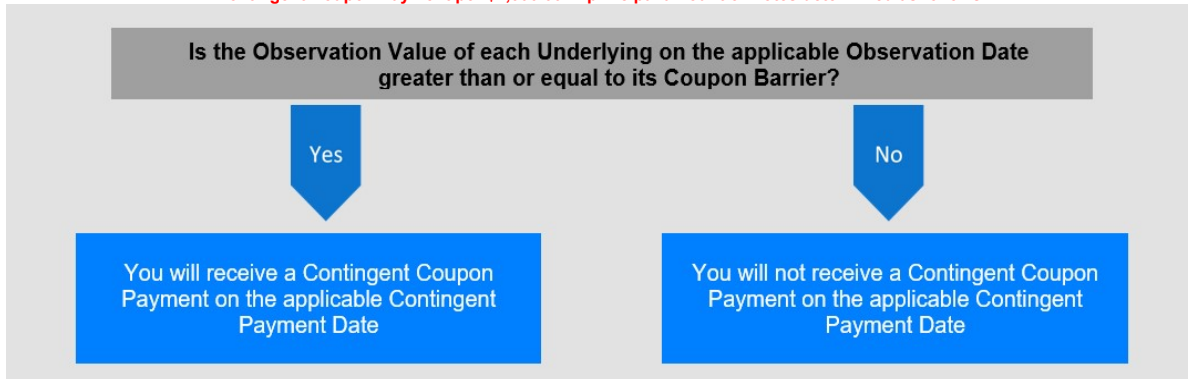 Is the Observation Value of each Underlying on the applicable Observation Date
greater than or equal to its Coupon Barrier?
Yes
No
You will receive a Contingent Coupon
Payment on the applicable Contingent
Payment Date
You will not receive a Contingent Coupon
Payment on the applicable Contingent
Payment Date